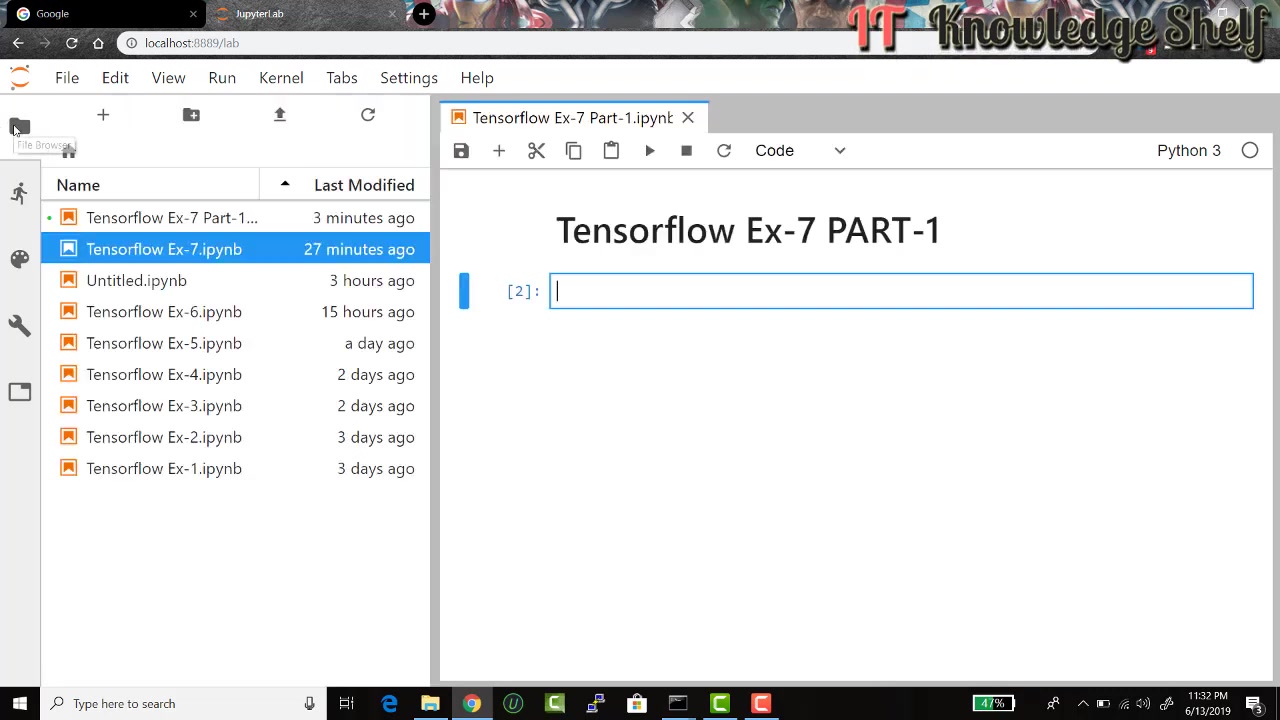 Google
JupyterLab
IT Knowledge Shelf
localhost:8889/lab
File Edit View Run Kernel Tabs Settings Help
File Browser
Tensorflow Ex-7 Part-1.ipynb
Code
Python 3
Name
Last Modified
Tensorflow Ex-7 Part-1... 3 minutes ago
Tensorflow Ex-7.ipynb 27 minutes ago
Untitled.ipynb 3 hours ago
Tensorflow Ex-6.ipynb 15 hours ago
Tensorflow Ex-5.ipynb a day ago
Tensorflow Ex-4.ipynb 2 days ago
Tensorflow Ex-3.ipynb 2 days ago
Tensorflow Ex-2.ipynb 3 days ago
Tensorflow Ex-1.ipynb 3 days ago
Tensorflow Ex-7 PART-1
[2]:
Type here to search
47%
11:32 PM
6/13/2019
3